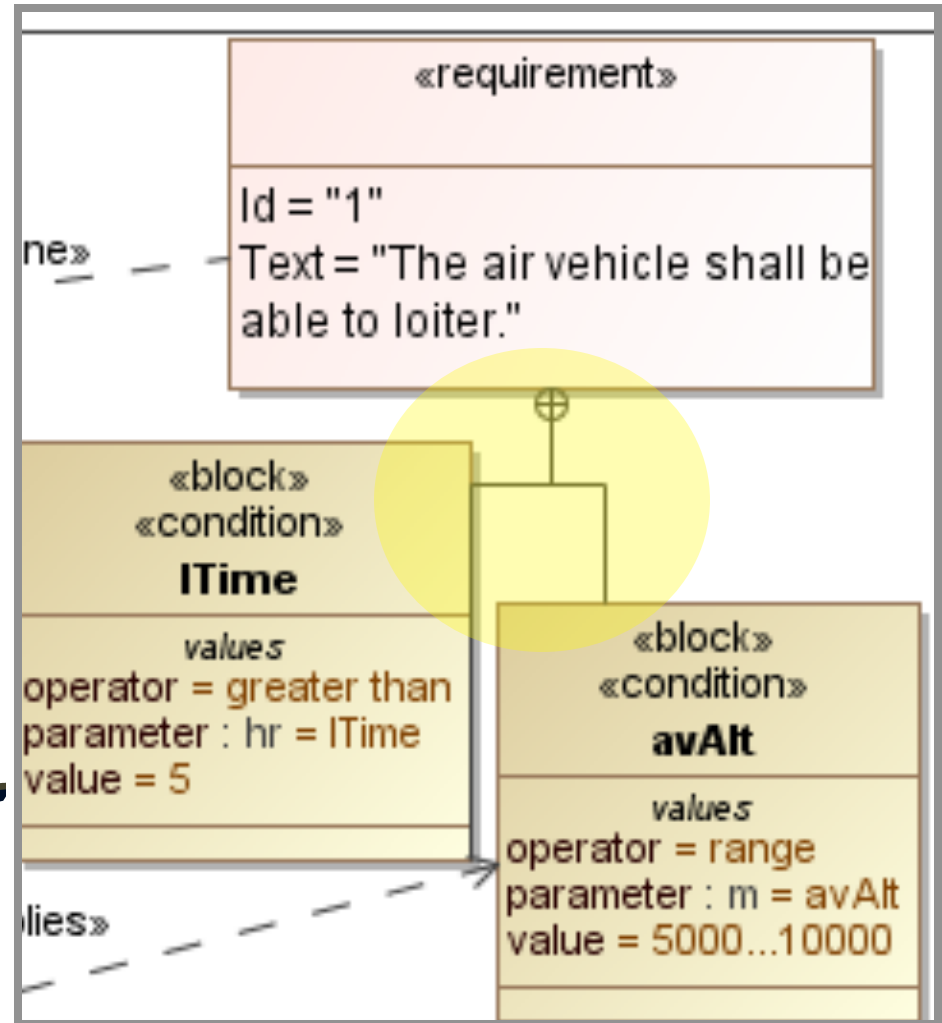 «requirement»
Id = "1"
Text = "The air vehicle shall be
able to loiter."
ne»
«block»
«condition»
lTime
values
operator = greater than
parameter : hr = lTime
value = 5
«block»
«condition»
avAlt
values
operator = range
parameter : m = avAlt
value = 5000...10000
lies»